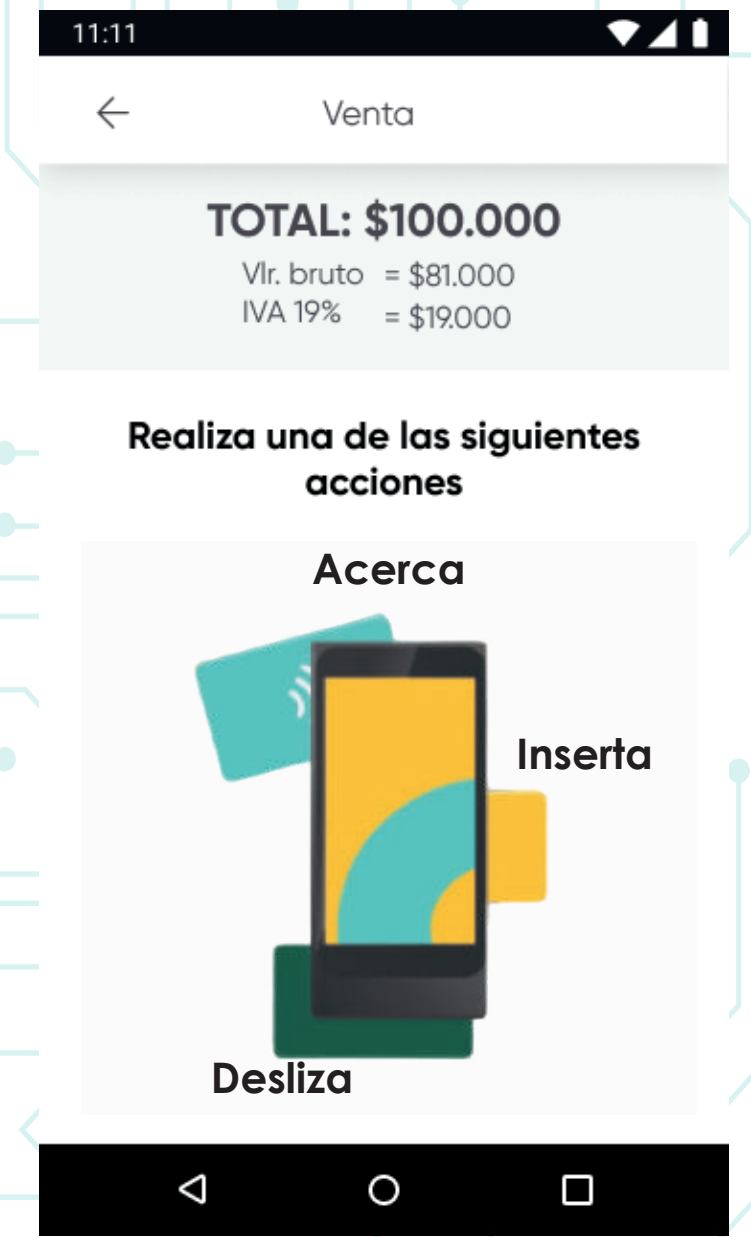 11:11
Venta
TOTAL: $100.000
Vlr. bruto = $81.000
IVA 19% = $19.000
Realiza una de las siguientes
acciones
Acerca
Inserta
Desliza